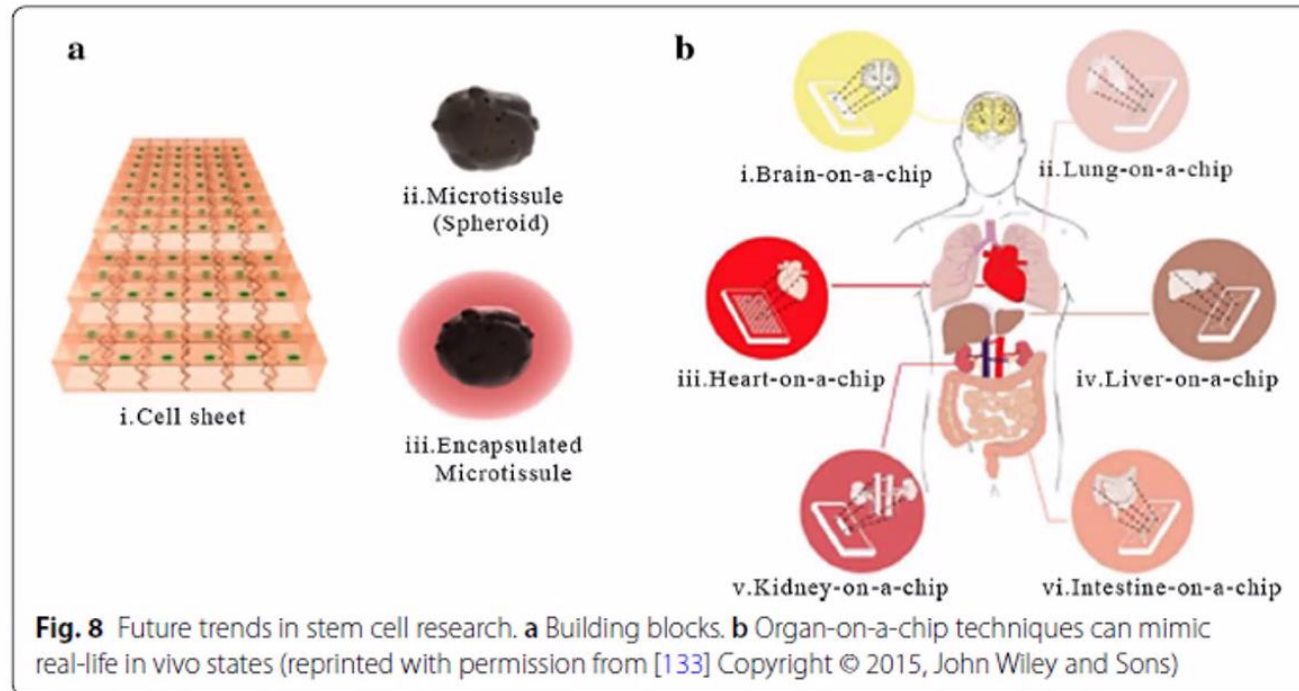 a
i.Cell sheet
ii.Microtissule
(Spheroid)
iii.Encapsulated
Microtissule
b
i.Brain-on-a-chip
ii.Lung-on-a-chip
iii.Heart-on-a-chip
iv.Liver-on-a-chip
v.Kidney-on-a-chip
vi.Intestine-on-a-chip
Fig. 8 Future trends in stem cell research. a Building blocks. b Organ-on-a-chip techniques can mimic
real-life in vivo states (reprinted with permission from [133] Copyright © 2015, John Wiley and Sons)